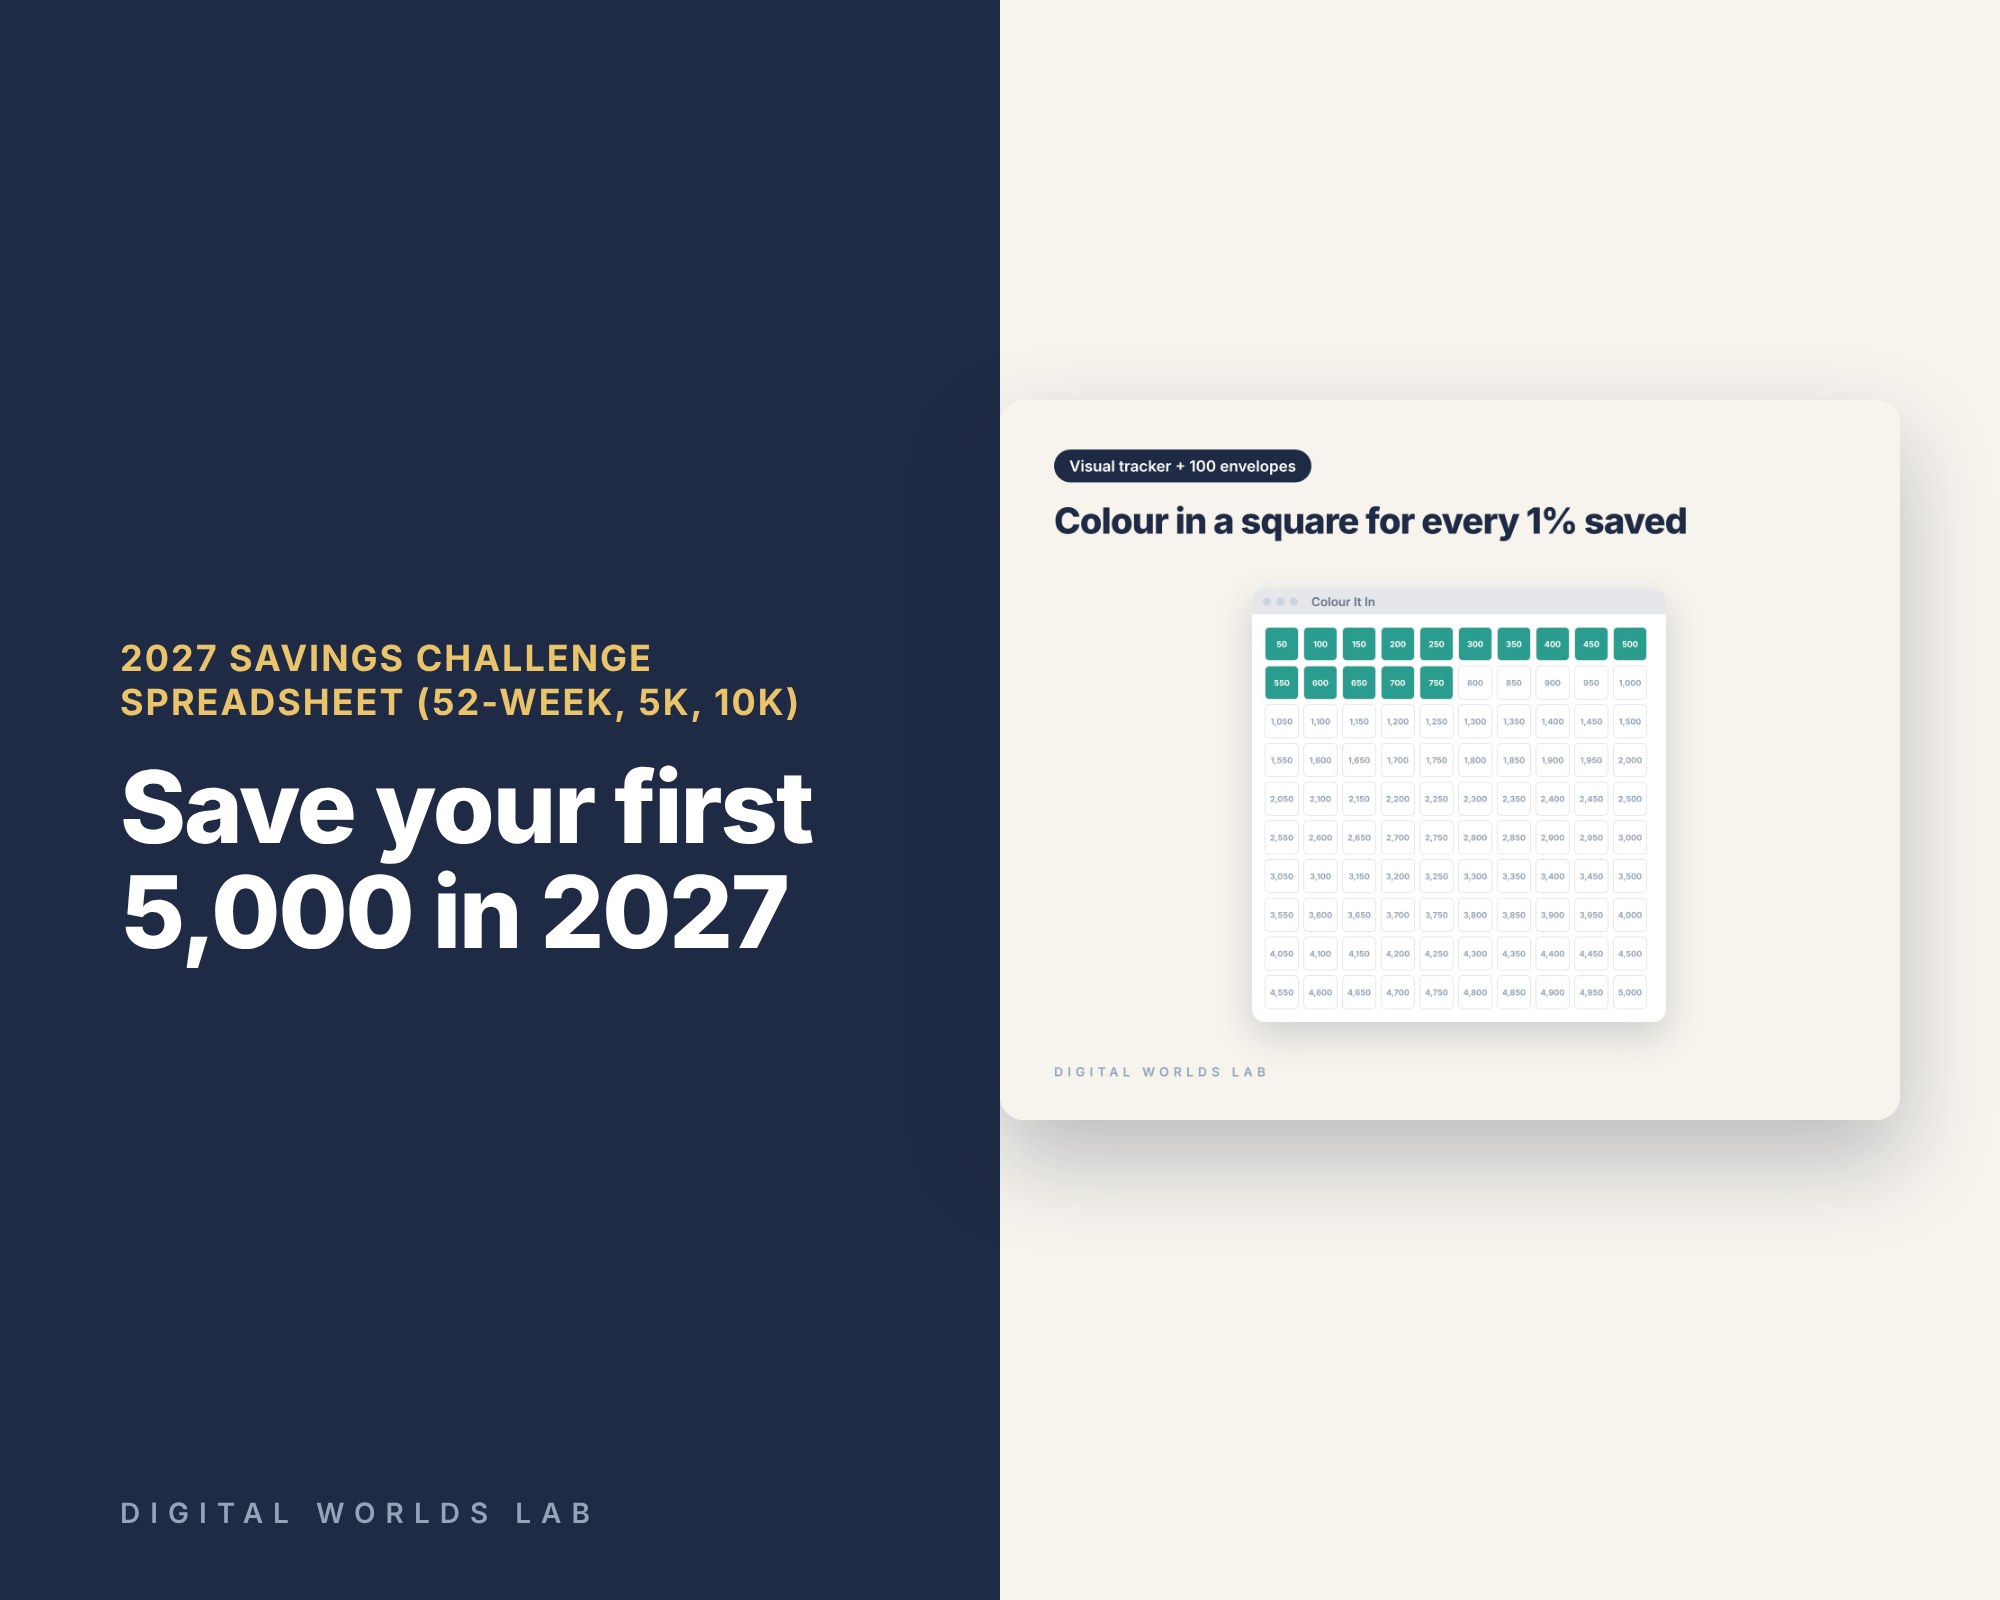 2027 SAVINGS CHALLENGE
SPREADSHEET (52-WEEK, 5K, 10K)
Save your first
5,000 in 2027
DIGITAL WORLDS LAB
Visual tracker + 100 envelopes
Colour in a square for every 1% saved
Colour It In
50 100 150 200 250 300 350 400 450 500
550 600 650 700 750 800 850 900 950 1,000
1,050 1,100 1,150 1,200 1,250 1,300 1,350 1,400 1,450 1,500
1,550 1,600 1,650 1,700 1,750 1,800 1,850 1,900 1,950 2,000
2,050 2,100 2,150 2,200 2,250 2,300 2,350 2,400 2,450 2,500
2,550 2,600 2,650 2,700 2,750 2,800 2,850 2,900 2,950 3,000
3,050 3,100 3,150 3,200 3,250 3,300 3,350 3,400 3,450 3,500
3,550 3,600 3,650 3,700 3,750 3,800 3,850 3,900 3,950 4,000
4,050 4,100 4,150 4,200 4,250 4,300 4,350 4,400 4,450 4,500
4,550 4,600 4,650 4,700 4,750 4,800 4,850 4,900 4,950 5,000
DIGITAL WORLDS LAB